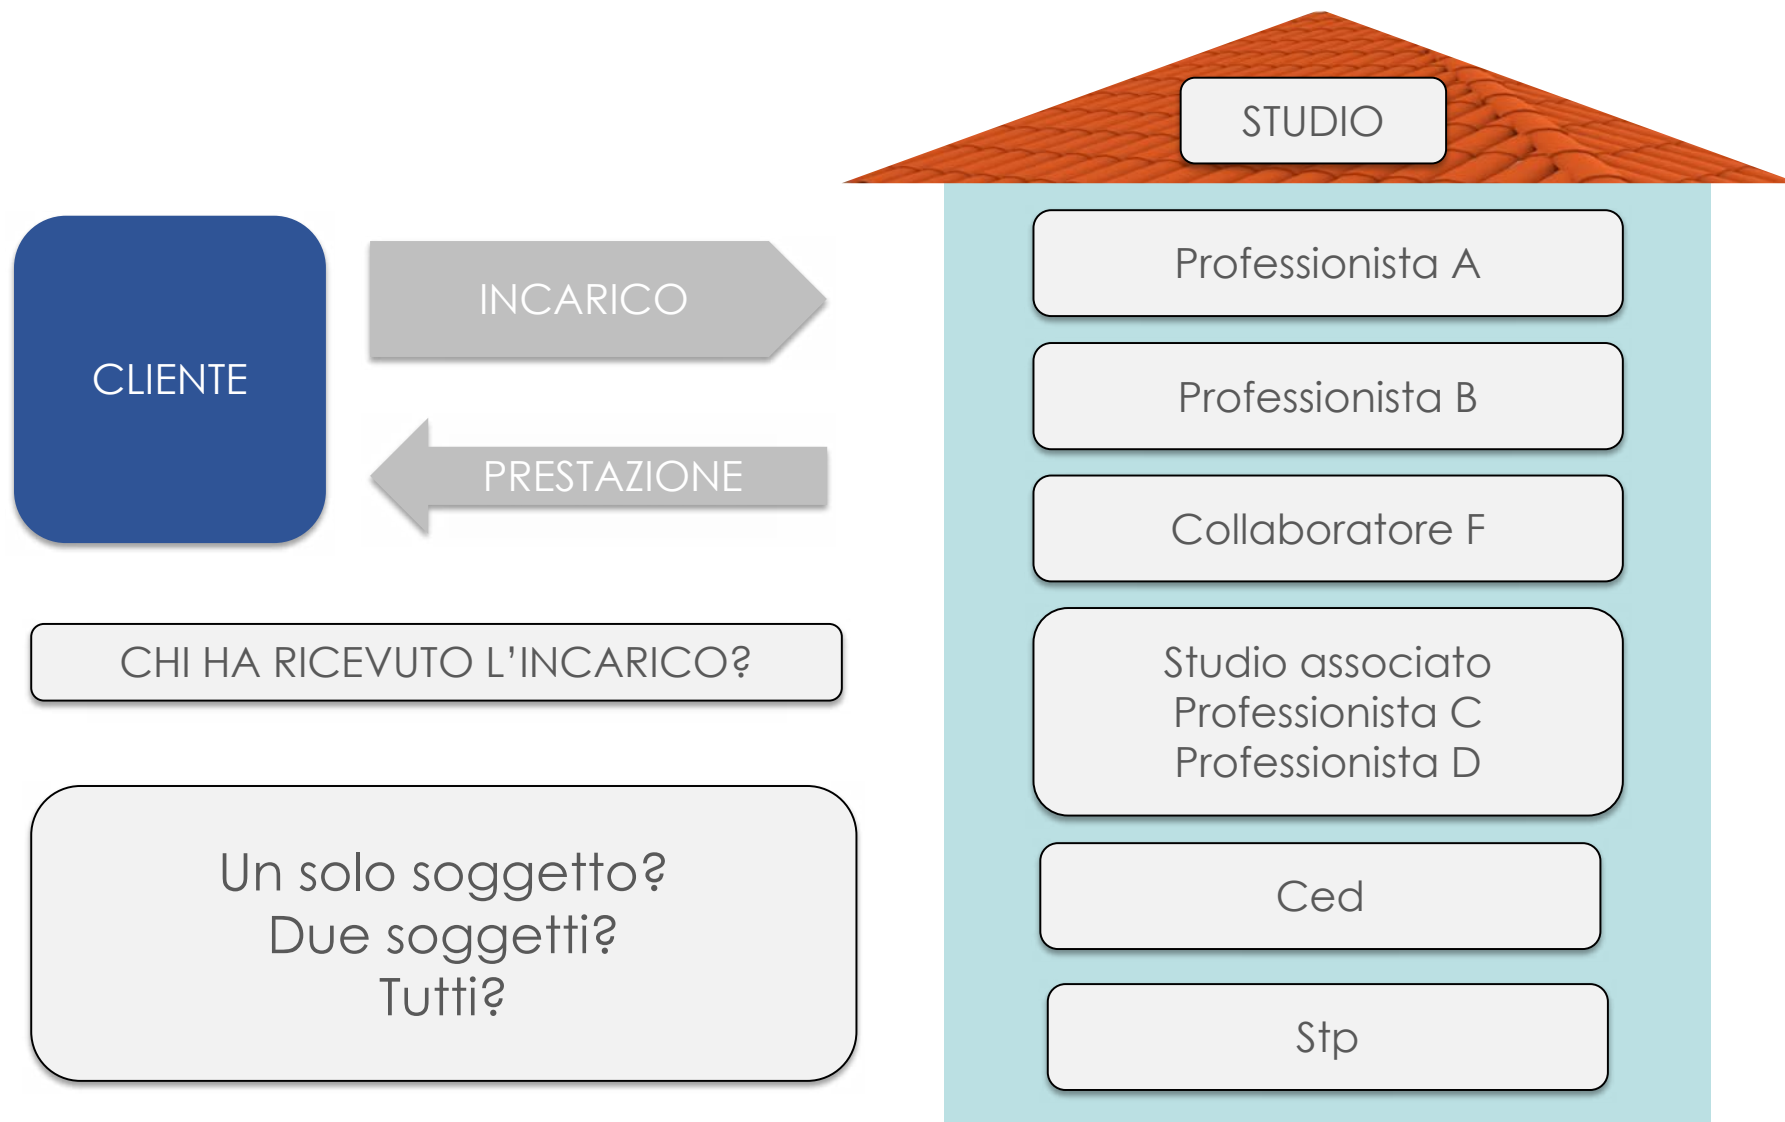 STUDIO
CLIENTE
INCARICO
PRESTAZIONE
CHI HA RICEVUTO L’INCARICO?
Un solo soggetto?
Due soggetti?
Tutti?
Professionista A
Professionista B
Collaboratore F
Studio associato
Professionista C
Professionista D
Ced
Stp